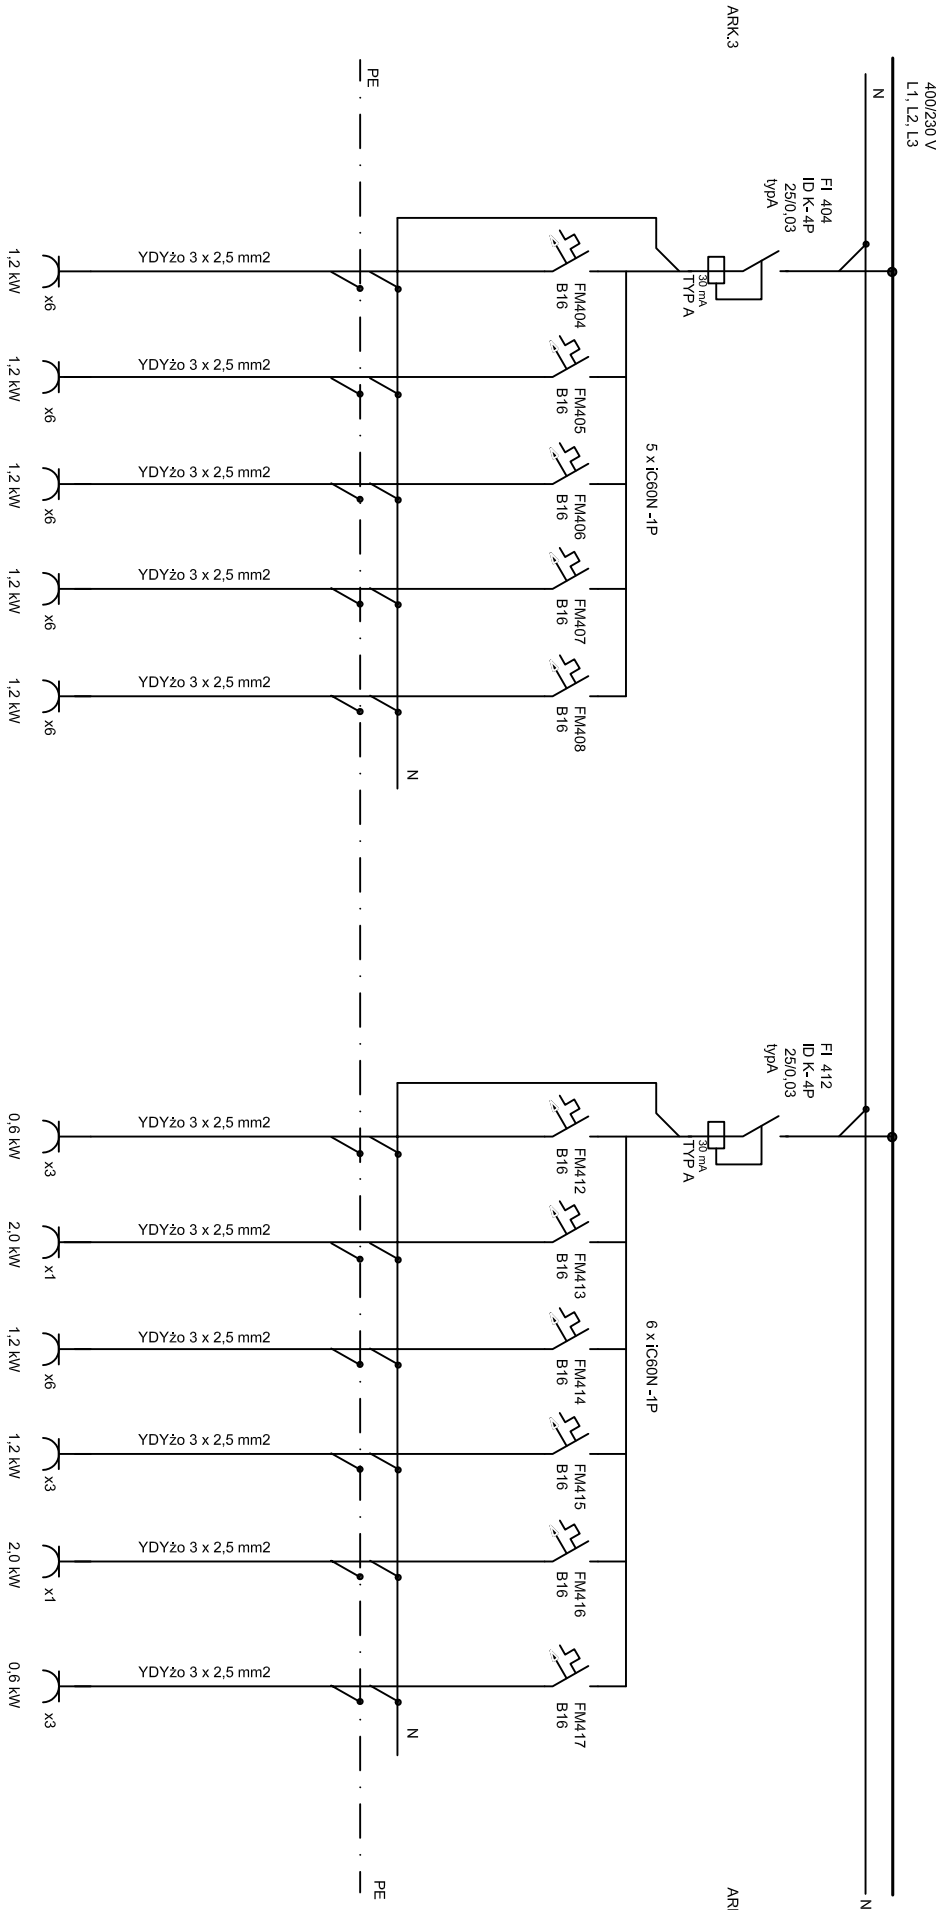 400/230 V
L1, L2, L3
N
ARK.3
FI 404
ID K-4P
25/0,03
typA
30 mA
TYP A
5 x iC60N -1P
FM404
B16
FM405
B16
FM406
B16
FM407
B16
FM408
B16
N
PE
YDYżo 3 x 2,5 mm2
YDYżo 3 x 2,5 mm2
YDYżo 3 x 2,5 mm2
YDYżo 3 x 2,5 mm2
YDYżo 3 x 2,5 mm2
x6
x6
x6
x6
x6
1,2 kW
1,2 kW
1,2 kW
1,2 kW
1,2 kW
FI 412
ID K-4P
25/0,03
typA
30 mA
TYP A
6 x iC60N -1P
FM412
B16
FM413
B16
FM414
B16
FM415
B16
FM416
B16
FM417
B16
N
YDYżo 3 x 2,5 mm2
YDYżo 3 x 2,5 mm2
YDYżo 3 x 2,5 mm2
YDYżo 3 x 2,5 mm2
YDYżo 3 x 2,5 mm2
YDYżo 3 x 2,5 mm2
x3
x1
x6
x3
x1
x3
0,6 kW
2,0 kW
1,2 kW
1,2 kW
2,0 kW
0,6 kW
N
PE